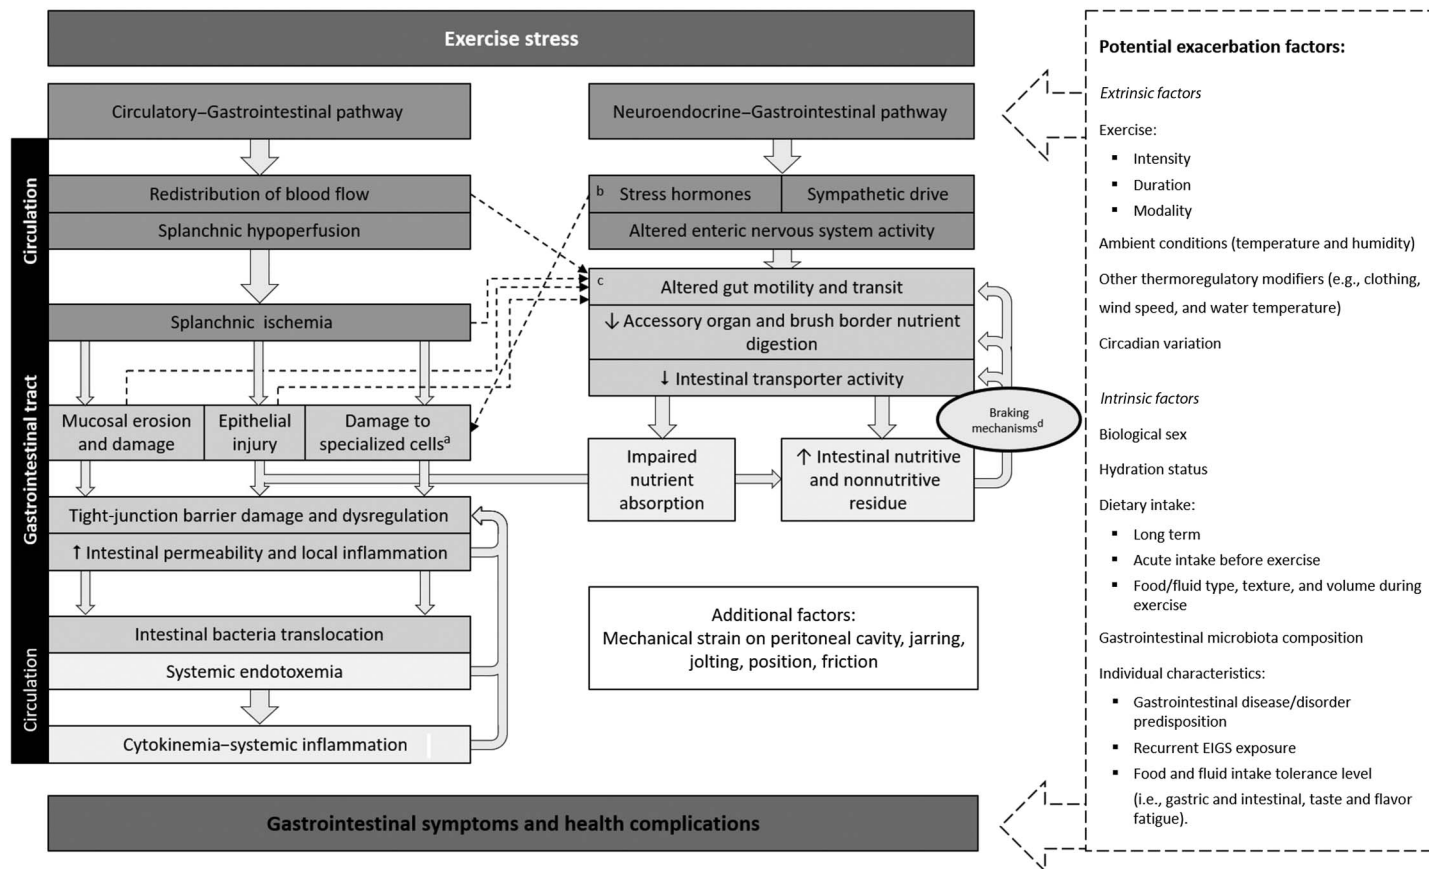 Exercise stress
Circulatory–Gastrointestinal pathway
Circulation
Redistribution of blood flow
Splanchnic hypoperfusion
Gastrointestinal tract
Splanchnic ischemia
Mucosal erosion
and damage
Epithelial
injury
Damage to
specialized cellsᵃ
Tight-junction barrier damage and dysregulation
↑ Intestinal permeability and local inflammation
Circulation
Intestinal bacteria translocation
Systemic endotoxemia
Cytokinemia–systemic inflammation
Neuroendocrine–Gastrointestinal pathway
b Stress hormones
Sympathetic drive
Altered enteric nervous system activity
c Altered gut motility and transit
↓ Accessory organ and brush border nutrient
digestion
↓ Intestinal transporter activity
Braking
mechanismsᵈ
Impaired
nutrient
absorption
↑ Intestinal nutritive
and nonnutritive
residue
Additional factors:
Mechanical strain on peritoneal cavity, jarring,
jolting, position, friction
Gastrointestinal symptoms and health complications
Potential exacerbation factors:
Extrinsic factors
Exercise:
▪ Intensity
▪ Duration
▪ Modality
Ambient conditions (temperature and humidity)
Other thermoregulatory modifiers (e.g., clothing,
wind speed, and water temperature)
Circadian variation
Intrinsic factors
Biological sex
Hydration status
Dietary intake:
▪ Long term
▪ Acute intake before exercise
▪ Food/fluid type, texture, and volume during
exercise
Gastrointestinal microbiota composition
Individual characteristics:
▪ Gastrointestinal disease/disorder
predisposition
▪ Recurrent EIGS exposure
▪ Food and fluid intake tolerance level
(i.e., gastric and intestinal, taste and flavor
fatigue).